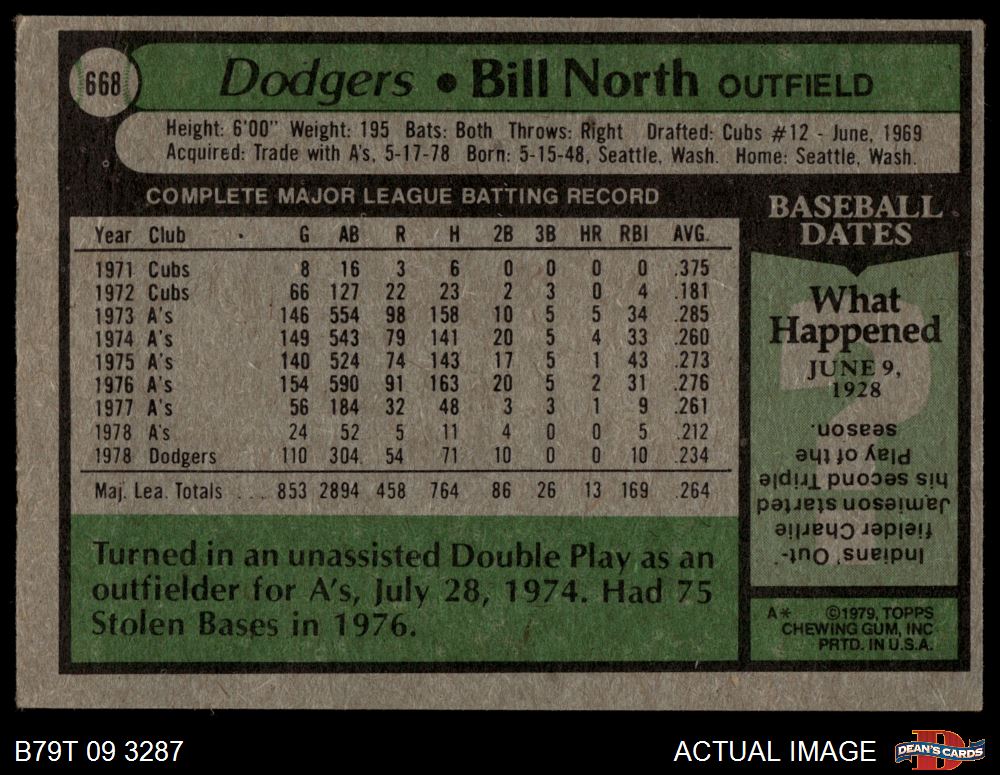 668
Dodgers • Bill North OUTFIELD
Height: 6'00" Weight: 195 Bats: Both Throws: Right Drafted: Cubs #12 - June, 1969
Acquired: Trade with A's, 5-17-78 Born: 5-15-48, Seattle, Wash. Home: Seattle, Wash.
COMPLETE MAJOR LEAGUE BATTING RECORD
Year Club G AB R H 2B 3B HR RBI AVG.
1971 Cubs 8 16 3 6 0 0 0 0 .375
1972 Cubs 66 127 22 23 2 3 0 4 .181
1973 A's 146 554 98 158 10 5 5 34 .285
1974 A's 149 543 79 141 20 5 4 33 .260
1975 A's 140 524 74 143 17 5 1 43 .273
1976 A's 154 590 91 163 20 5 2 31 .276
1977 A's 56 184 32 48 3 3 1 9 .261
1978 A's 24 52 5 11 4 0 0 5 .212
1978 Dodgers 110 304 54 71 10 0 0 10 .234
Maj. Lea. Totals ... 853 2894 458 764 86 26 13 169 .264
Turned in an unassisted Double Play as an
outfielder for A's, July 28, 1974. Had 75
Stolen Bases in 1976.
BASEBALL
DATES
What
Happened
JUNE 9,
1928
Indians' Out-
fielder Charlie
Jamieson started
his second Triple
Play of the
season.
A* ©1979, TOPPS
CHEWING GUM, INC
PRTD. IN U.S.A.
B79T 09 3287
ACTUAL IMAGE
DEAN'S CARDS